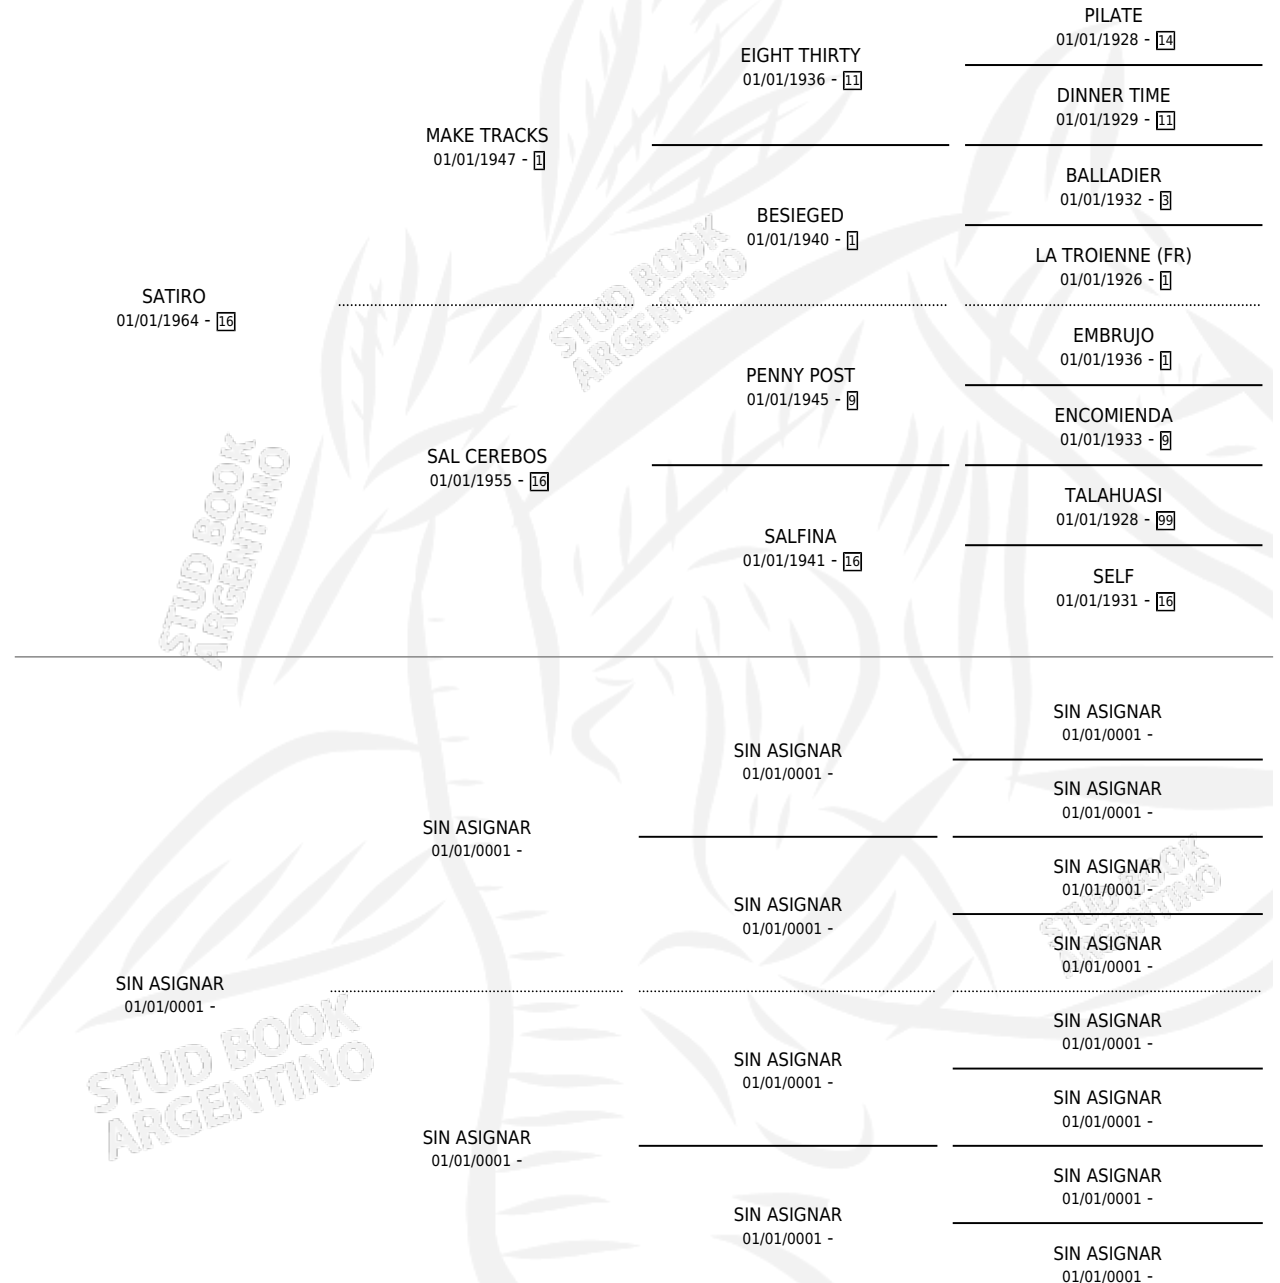 PILATE
01/01/1928 - 14
EIGHT THIRTY
01/01/1936 - 11
DINNER TIME
01/01/1929 - 11
MAKE TRACKS
01/01/1947 - 1
BALLADIER
01/01/1932 - 3
BESIEGED
01/01/1940 - 1
LA TROIENNE (FR)
01/01/1926 - 1
SATIRO
01/01/1964 - 16
STUD BOOK
ARGENTINO
EMBRUJO
01/01/1936 - 1
PENNY POST
01/01/1945 - 9
ENCOMIENDA
01/01/1933 - 9
SAL CEREBOS
01/01/1955 - 16
TALAHUASI
01/01/1928 - 99
SALFINA
01/01/1941 - 16
SELF
01/01/1931 - 16
STUD BOOK
ARGENTINO
SIN ASIGNAR
01/01/0001 -
SIN ASIGNAR
01/01/0001 -
SIN ASIGNAR
01/01/0001 -
SIN ASIGNAR
01/01/0001 -
SIN ASIGNAR
01/01/0001 -
SIN ASIGNAR
01/01/0001 -
SIN ASIGNAR
01/01/0001 -
STUD BOOK
ARGENTINO
SIN ASIGNAR
01/01/0001 -
STUD BOOK
ARGENTINO
SIN ASIGNAR
01/01/0001 -
SIN ASIGNAR
01/01/0001 -
SIN ASIGNAR
01/01/0001 -
SIN ASIGNAR
01/01/0001 -
SIN ASIGNAR
01/01/0001 -
SIN ASIGNAR
01/01/0001 -
SIN ASIGNAR
01/01/0001 -